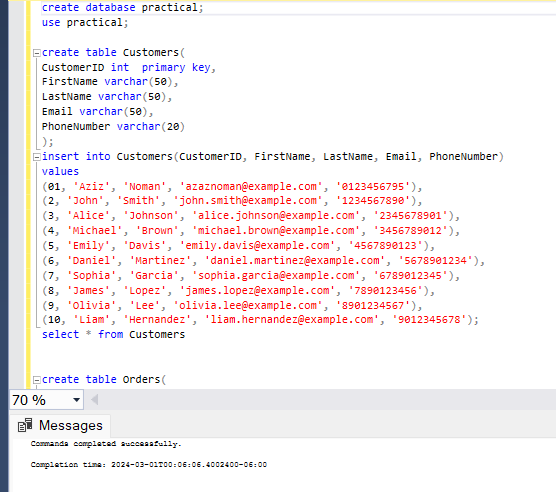 create database practical;
use practical;
create table Customers(
CustomerID int  primary key,
FirstName varchar(50),
LastName varchar(50),
Email varchar(50),
PhoneNumber varchar(20)
);
insert into Customers(CustomerID, FirstName, LastName, Email, PhoneNumber)
values
(01, 'Aziz', 'Noman', 'azaznoman@example.com', '0123456795'),
(2, 'John', 'Smith', 'john.smith@example.com', '1234567890'),
(3, 'Alice', 'Johnson', 'alice.johnson@example.com', '2345678901'),
(4, 'Michael', 'Brown', 'michael.brown@example.com', '3456789012'),
(5, 'Emily', 'Davis', 'emily.davis@example.com', '4567890123'),
(6, 'Daniel', 'Martinez', 'daniel.martinez@example.com', '5678901234'),
(7, 'Sophia', 'Garcia', 'sophia.garcia@example.com', '6789012345'),
(8, 'James', 'Lopez', 'james.lopez@example.com', '7890123456'),
(9, 'Olivia', 'Lee', 'olivia.lee@example.com', '8901234567'),
(10, 'Liam', 'Hernandez', 'liam.hernandez@example.com', '9012345678');
select * from Customers
create table Orders(
70 %
Messages
Commands completed successfully.
Completion time: 2024-03-01T00:06:06.4002400-06:00